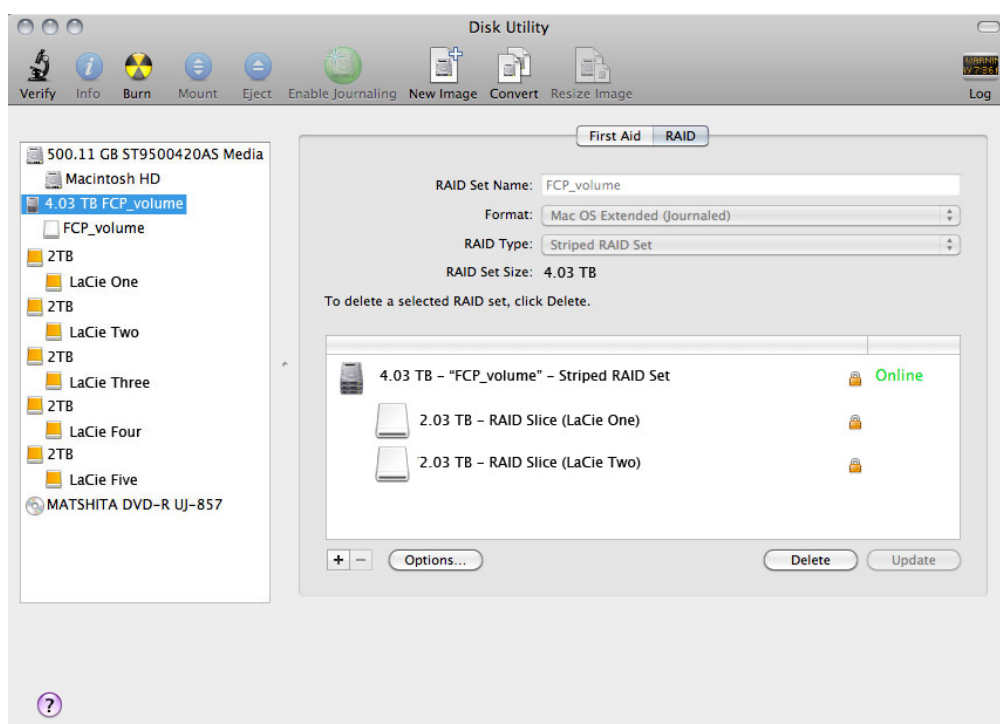 Disk Utility
Verify Info Burn Mount Eject Enable Journaling New Image Convert Resize Image Log
First Aid RAID
500.11 GB ST9500420AS Media
Macintosh HD
4.03 TB FCP_volume
FCP_volume
2TB
LaCie One
2TB
LaCie Two
2TB
LaCie Three
2TB
LaCie Four
2TB
LaCie Five
MATSHITA DVD-R UJ-857
RAID Set Name: FCP_volume
Format: Mac OS Extended (Journaled)
RAID Type: Striped RAID Set
RAID Set Size: 4.03 TB
To delete a selected RAID set, click Delete.
4.03 TB – "FCP_volume" – Striped RAID Set Online
2.03 TB – RAID Slice (LaCie One)
2.03 TB – RAID Slice (LaCie Two)
+ − Options... Delete Update
?